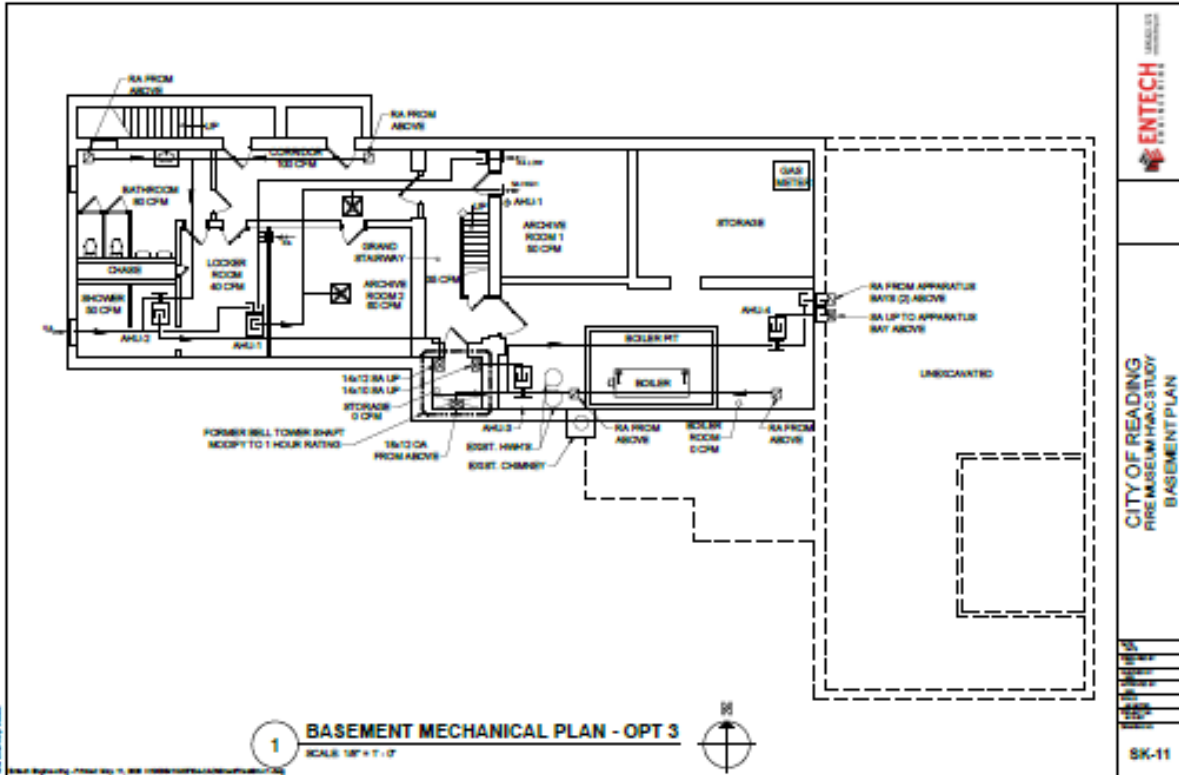 RA FROM
ABOVE
UP
RA FROM
ABOVE
CORRIDOR
100 CFM
BATHROOM
80 CFM
GAS
METER
AHU-1
UP
ARCHIVE
ROOM 1
50 CFM
STORAGE
GRAND
STAIRWAY
CHASE
LOCKER
ROOM
40 CFM
ARCHIVE
ROOM 2
60 CFM
SHOWER
50 CFM
RA FROM APPARATUS
BAYS (2) ABOVE
SA UP TO APPARATUS
BAY ABOVE
AHU-4
AHU-2
AHU-1
BOILER PIT
BOILER
UNEXCAVATED
14x12 SA UP
14x10 SA UP
STORAGE
0 CFM
FORMER BELL TOWER SHAFT
MODIFY TO 1 HOUR RATING
FROM ABOVE
AHU-3
EXIST. HWH'S
EXIST. CHIMNEY
RA FROM
ABOVE
BOILER
ROOM
0 CFM
RA FROM
ABOVE
1
BASEMENT MECHANICAL PLAN - OPT 3
N
ENTECH
ENGINEERING
CITY OF READING
FIRE MUSEUM HVAC STUDY
BASEMENT PLAN
SK-11